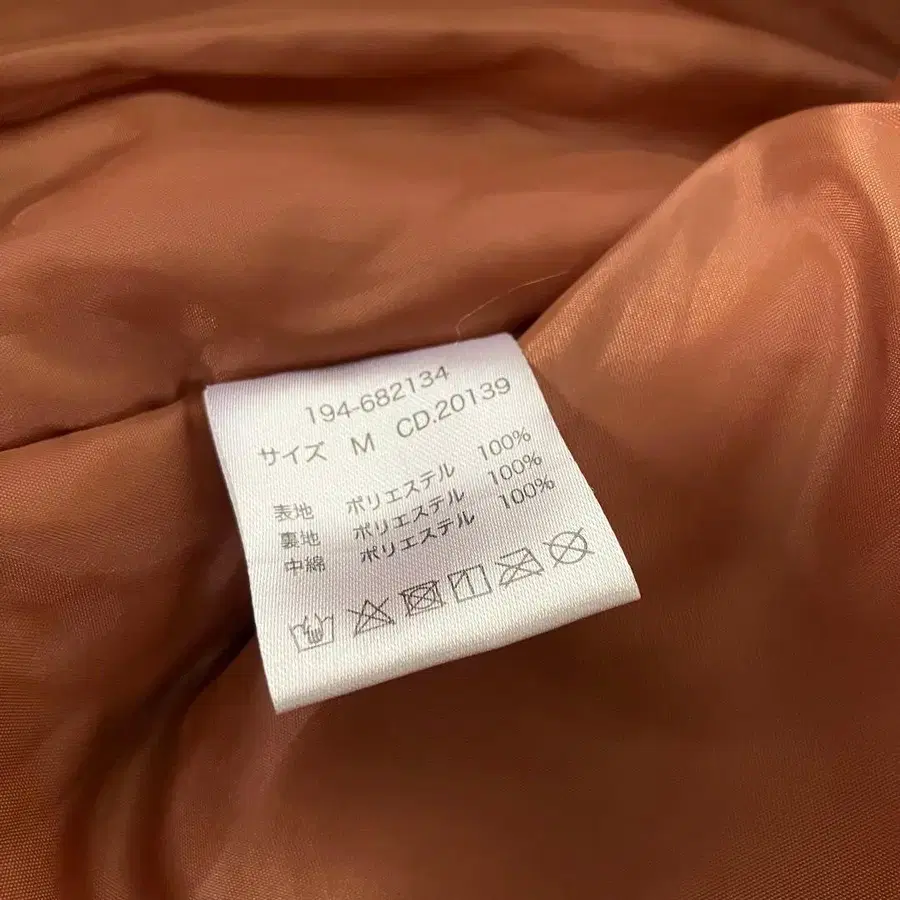 194-682134
サイズ M CD.20139
表地 ポリエステル 100%
裏地 ポリエステル 100%
中綿 ポリエステル 100%